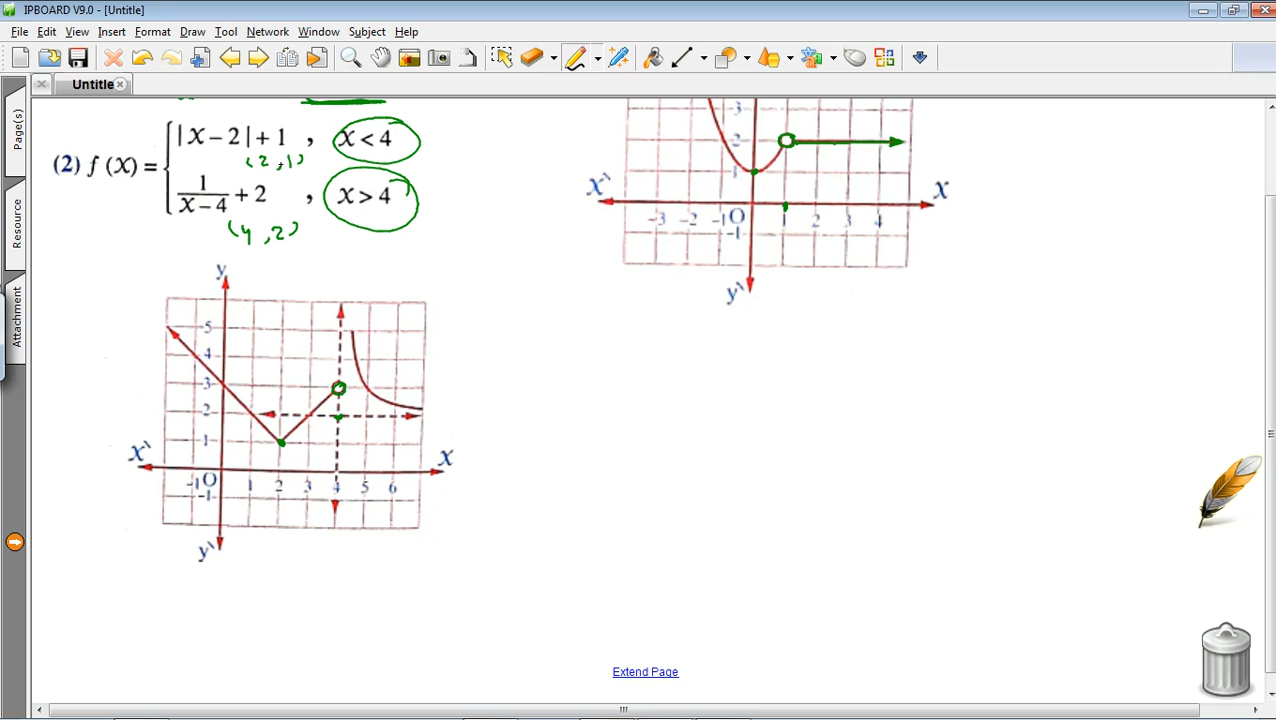 IPBOARD V9.0 - [Untitled]
File Edit View Insert Format Draw Tool Network Window Subject Help
Untitle
Page(s)
Resource
Attachment
|X − 2| + 1 , X < 4
(2) ƒ (X) =
(2,1)
1/(X − 4) + 2 , X > 4
(4,2)
3
2
1
X` X
-3 -2 -1 O 1 2 3 4
-1
y`
y
5
4
3
2
1
X` X
-1 O 1 2 3 4 5 6
-1
y`
Extend Page